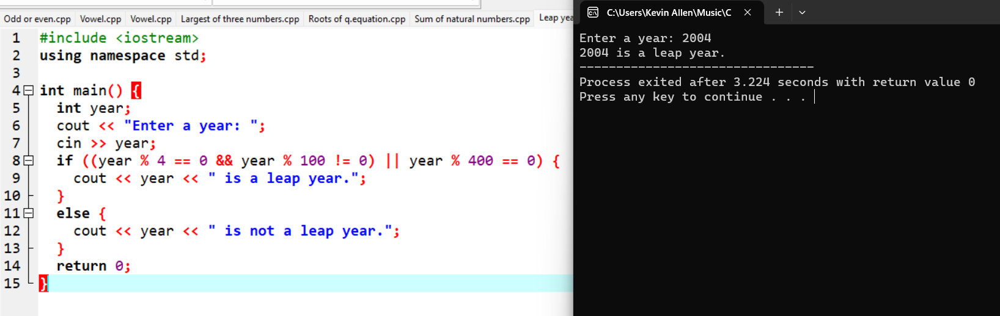 Odd or even.cpp Vowel.cpp Vowel.cpp Largest of three numbers.cpp Roots of q.equation.cpp Sum of natural numbers.cpp Leap yea
1 #include <iostream>
2 using namespace std;
3
4 int main() {
5 int year;
6 cout << "Enter a year: ";
7 cin >> year;
8 if ((year % 4 == 0 && year % 100 != 0) || year % 400 == 0) {
9 cout << year << " is a leap year.";
10 }
11 else {
12 cout << year << " is not a leap year.";
13 }
14 return 0;
15 }
C:\Users\Kevin Allen\Music\C
Enter a year: 2004
2004 is a leap year.
--------------------------------
Process exited after 3.224 seconds with return value 0
Press any key to continue . . .